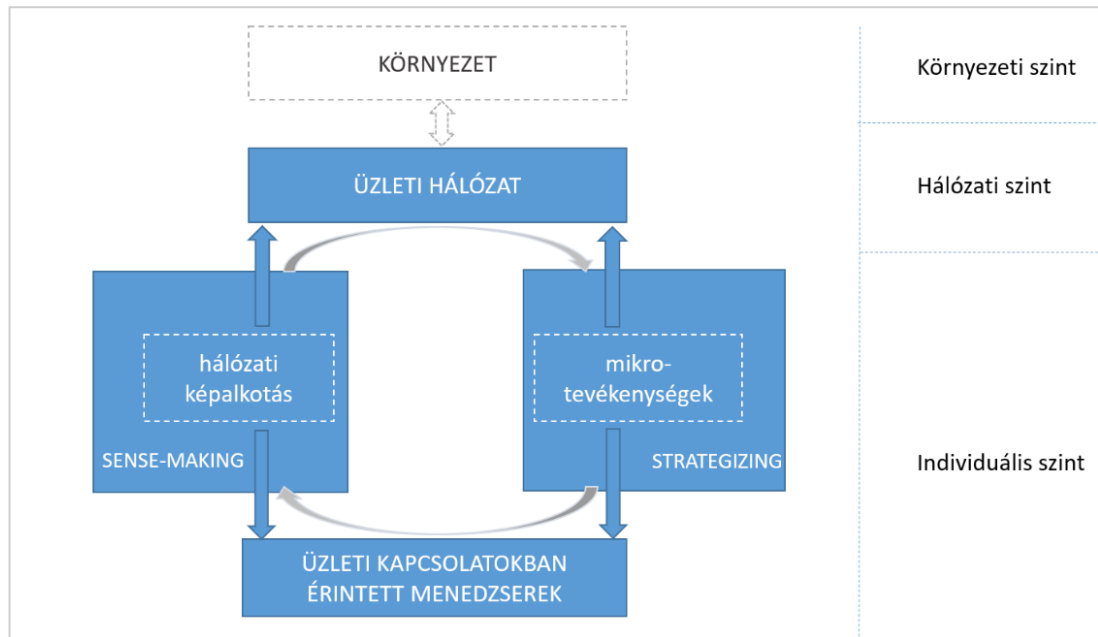 KÖRNYEZET
Környezeti szint
ÜZLETI HÁLÓZAT
Hálózati szint
hálózati
képalkotás
SENSE-MAKING
mikro-
tevékenységek
STRATEGIZING
Individuális szint
ÜZLETI KAPCSOLATOKBAN
ÉRINTETT MENEDZSEREK